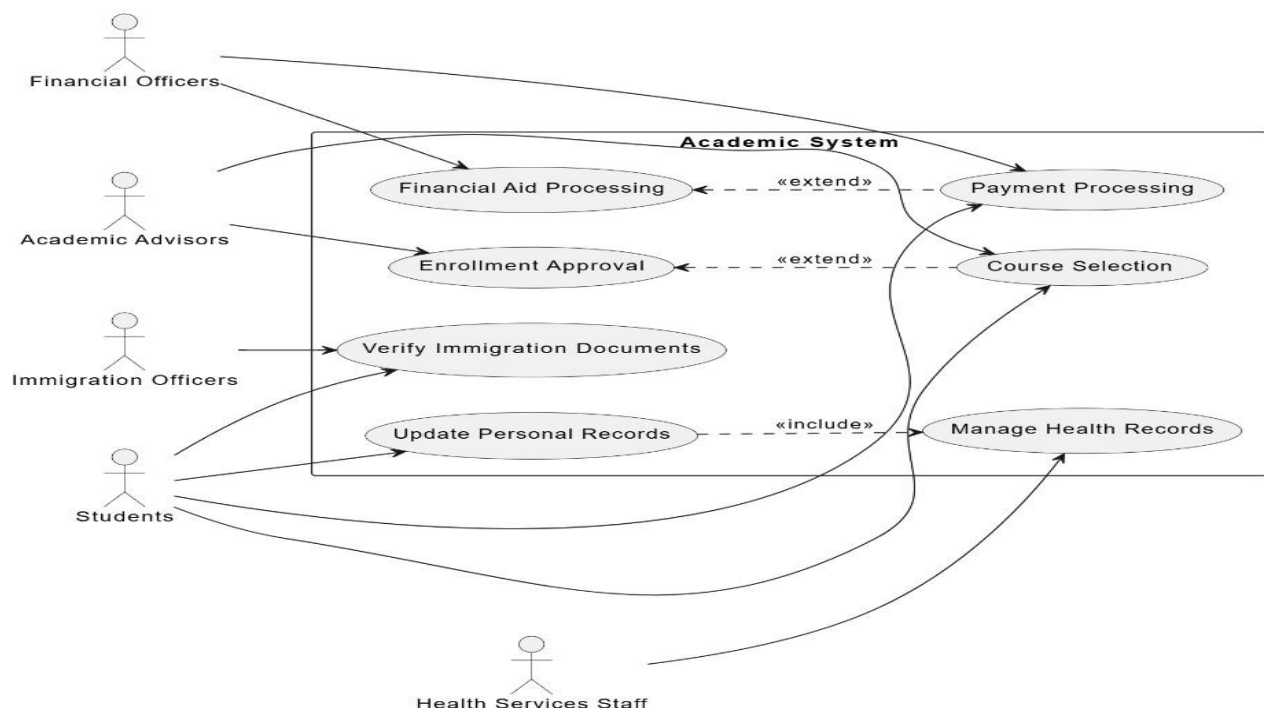 Financial Officers
Academic System
Financial Aid Processing
«extend»
Payment Processing
Academic Advisors
Enrollment Approval
«extend»
Course Selection
Verify Immigration Documents
Immigration Officers
Update Personal Records
«include»
Manage Health Records
Students
Health Services Staff